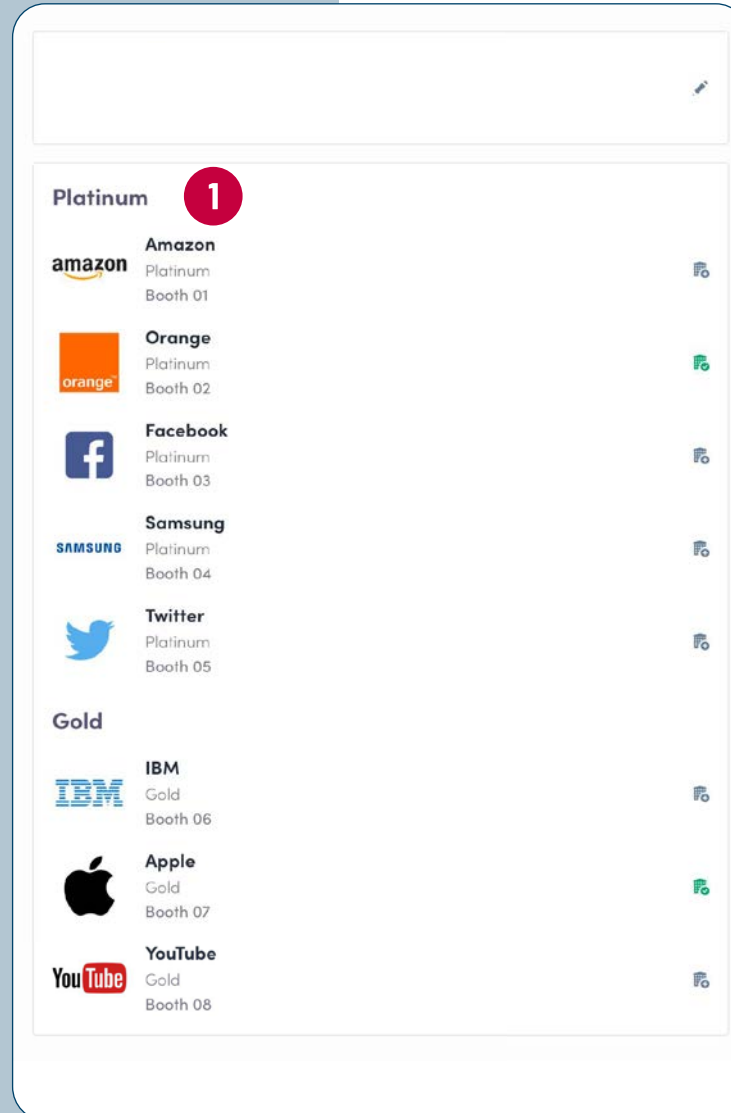 Platinum 1
amazon
Amazon
Platinum
Booth 01
orange™
Orange
Platinum
Booth 02
f
Facebook
Platinum
Booth 03
SAMSUNG
Samsung
Platinum
Booth 04
Twitter
Platinum
Booth 05
Gold
IBM
IBM
Gold
Booth 06
Apple
Gold
Booth 07
YouTube
YouTube
Gold
Booth 08